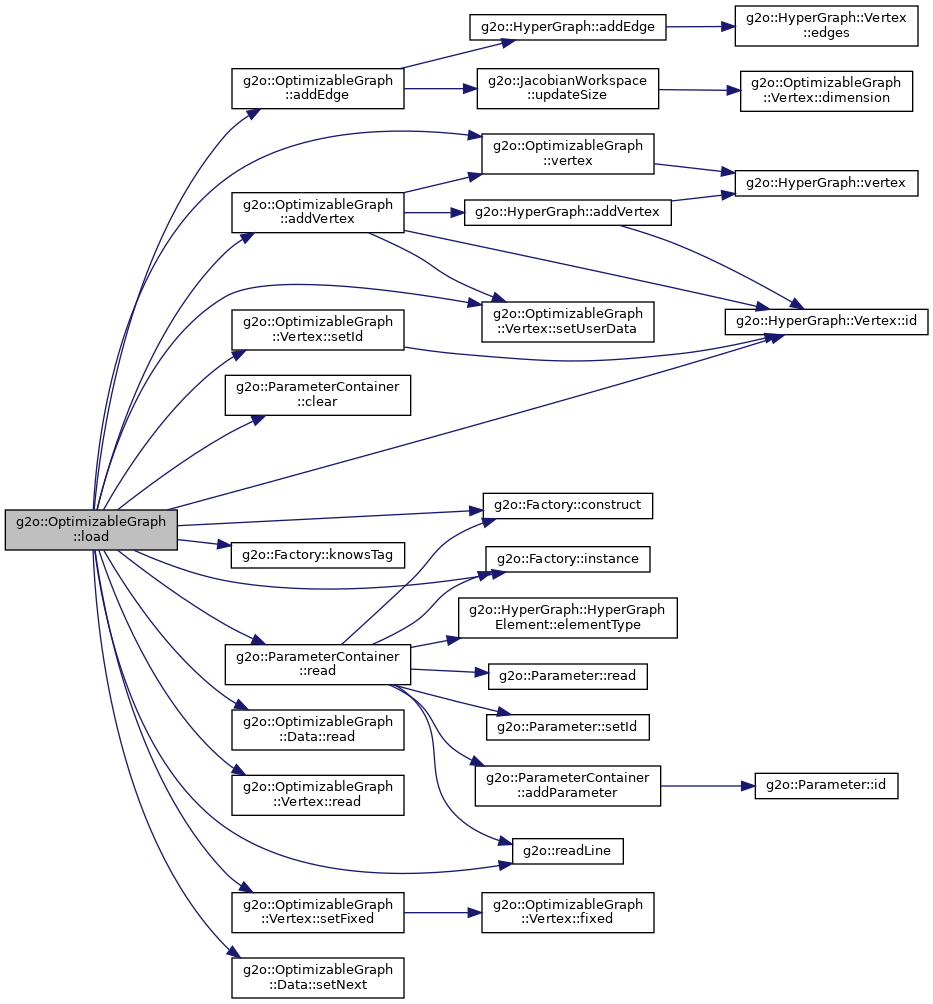 g2o::HyperGraph::addEdge
g2o::HyperGraph::Vertex
::edges
g2o::OptimizableGraph
::addEdge
g2o::JacobianWorkspace
::updateSize
g2o::OptimizableGraph
::Vertex::dimension
g2o::OptimizableGraph
::vertex
g2o::HyperGraph::vertex
g2o::OptimizableGraph
::addVertex
g2o::HyperGraph::addVertex
g2o::OptimizableGraph
::Vertex::setUserData
g2o::HyperGraph::Vertex::id
g2o::OptimizableGraph
::Vertex::setId
g2o::ParameterContainer
::clear
g2o::OptimizableGraph
::load
g2o::Factory::construct
g2o::Factory::knowsTag
g2o::Factory::instance
g2o::HyperGraph::HyperGraph
Element::elementType
g2o::ParameterContainer
::read
g2o::Parameter::read
g2o::OptimizableGraph
::Data::read
g2o::Parameter::setId
g2o::OptimizableGraph
::Vertex::read
g2o::ParameterContainer
::addParameter
g2o::Parameter::id
g2o::readLine
g2o::OptimizableGraph
::Vertex::setFixed
g2o::OptimizableGraph
::Vertex::fixed
g2o::OptimizableGraph
::Data::setNext